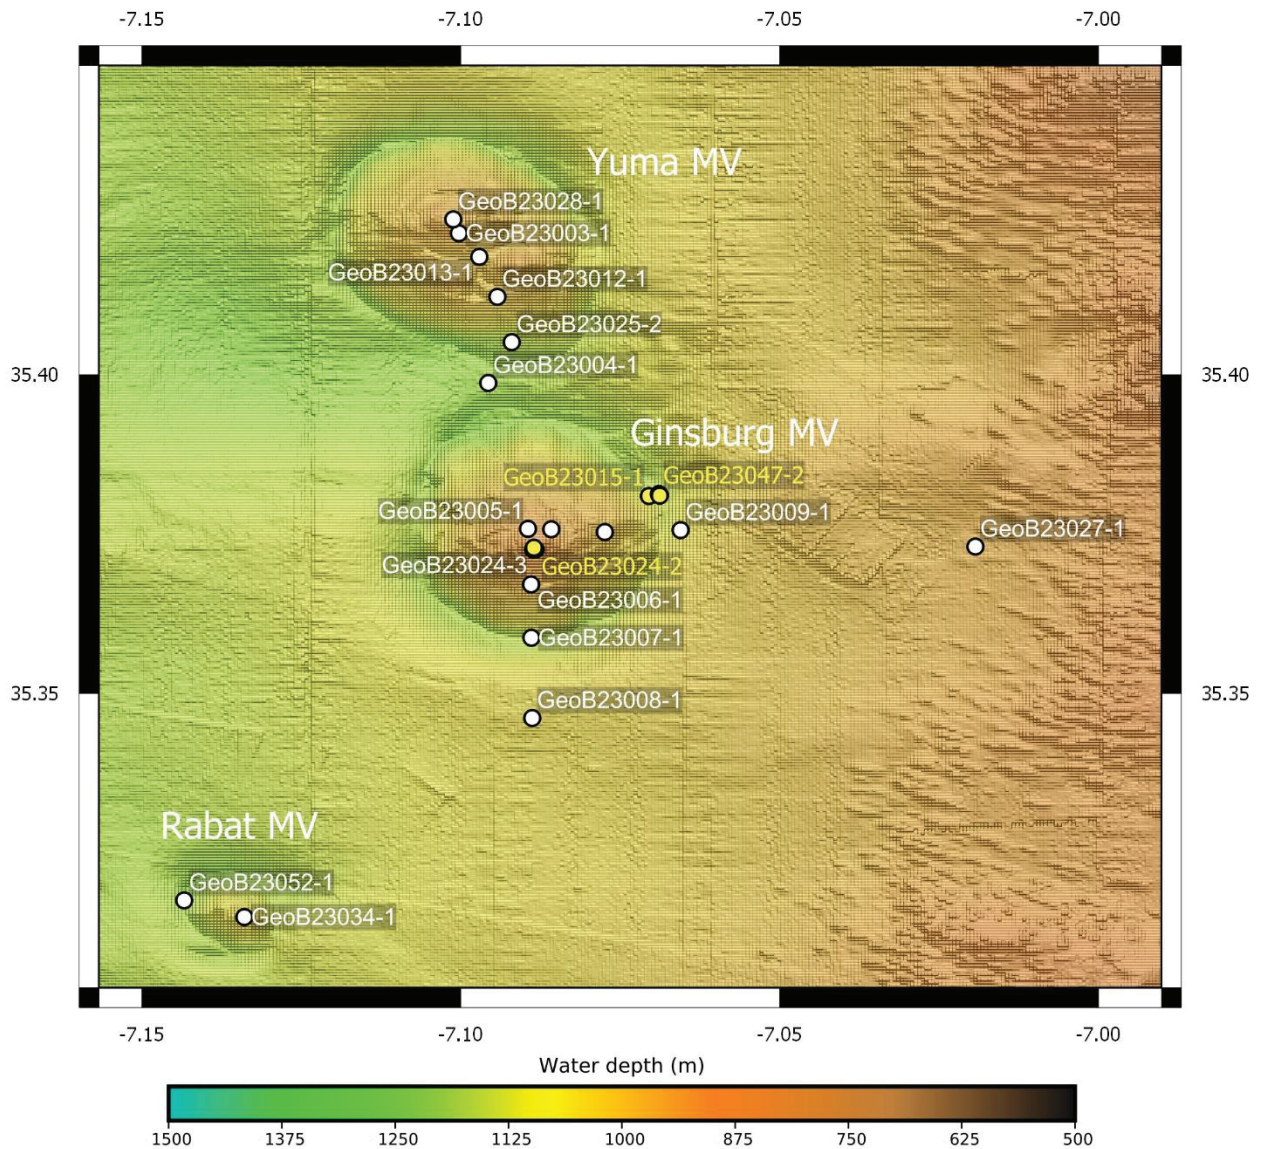 -7.15 -7.10 -7.05 -7.00
Yuma MV
GeoB23028-1
GeoB23003-1
GeoB23013-1
GeoB23012-1
GeoB23025-2
GeoB23004-1
35.40 35.40
Ginsburg MV
GeoB23015-1 GeoB23047-2
GeoB23005-1 GeoB23009-1
GeoB23027-1
GeoB23024-3 GeoB23024-2
GeoB23006-1
GeoB23007-1
35.35 35.35
GeoB23008-1
Rabat MV
GeoB23052-1
GeoB23034-1
-7.15 -7.10 -7.05 -7.00
Water depth (m)
1500 1375 1250 1125 1000 875 750 625 500